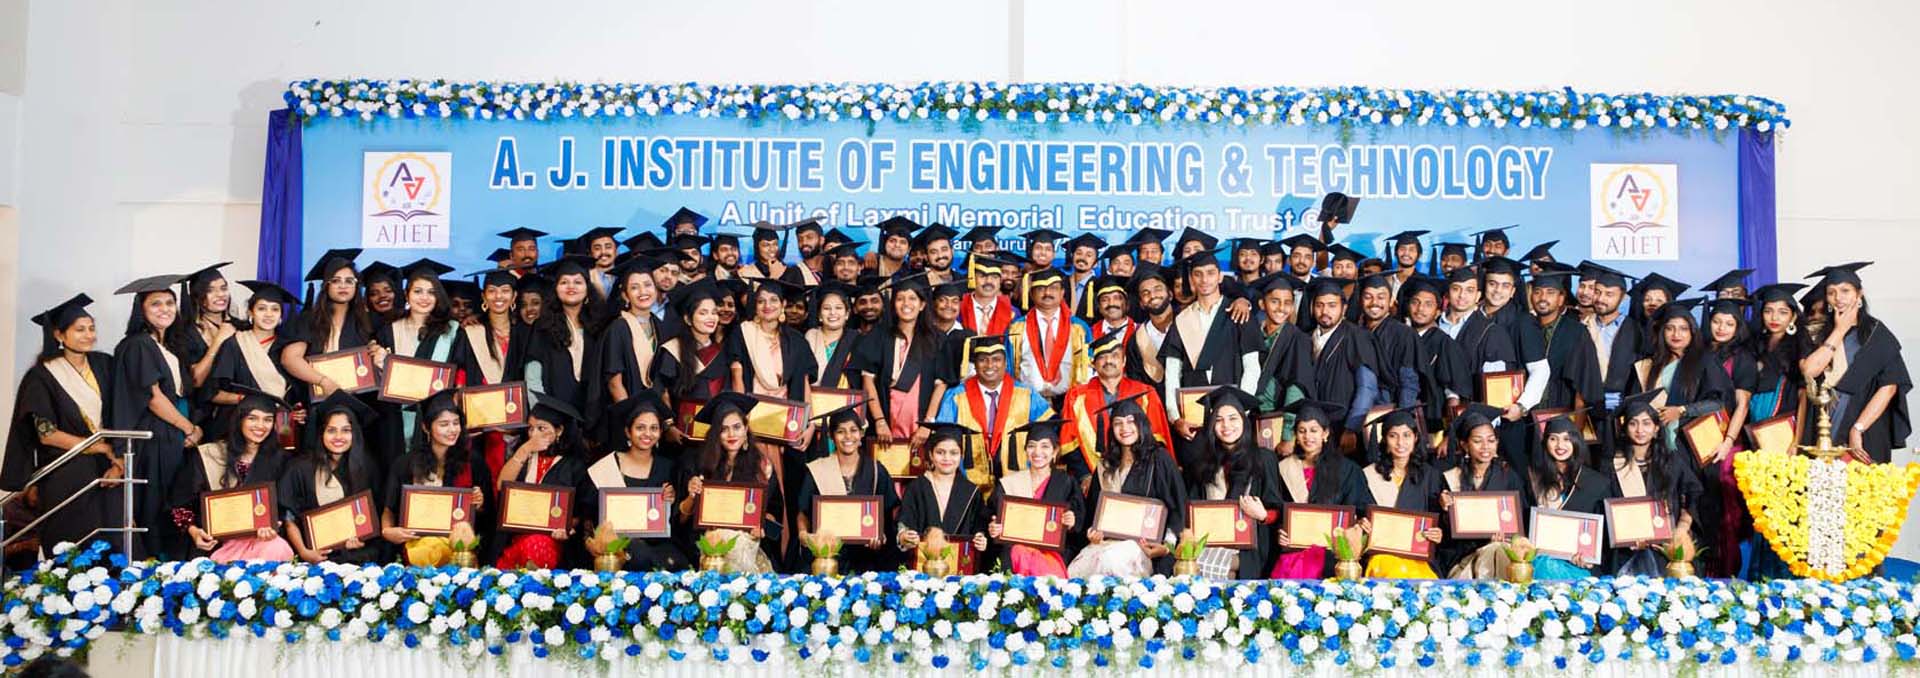 A. J. INSTITUTE OF ENGINEERING & TECHNOLOGY
A Unit of Laxmi Memorial Education Trust ®
AJIET
AJIET